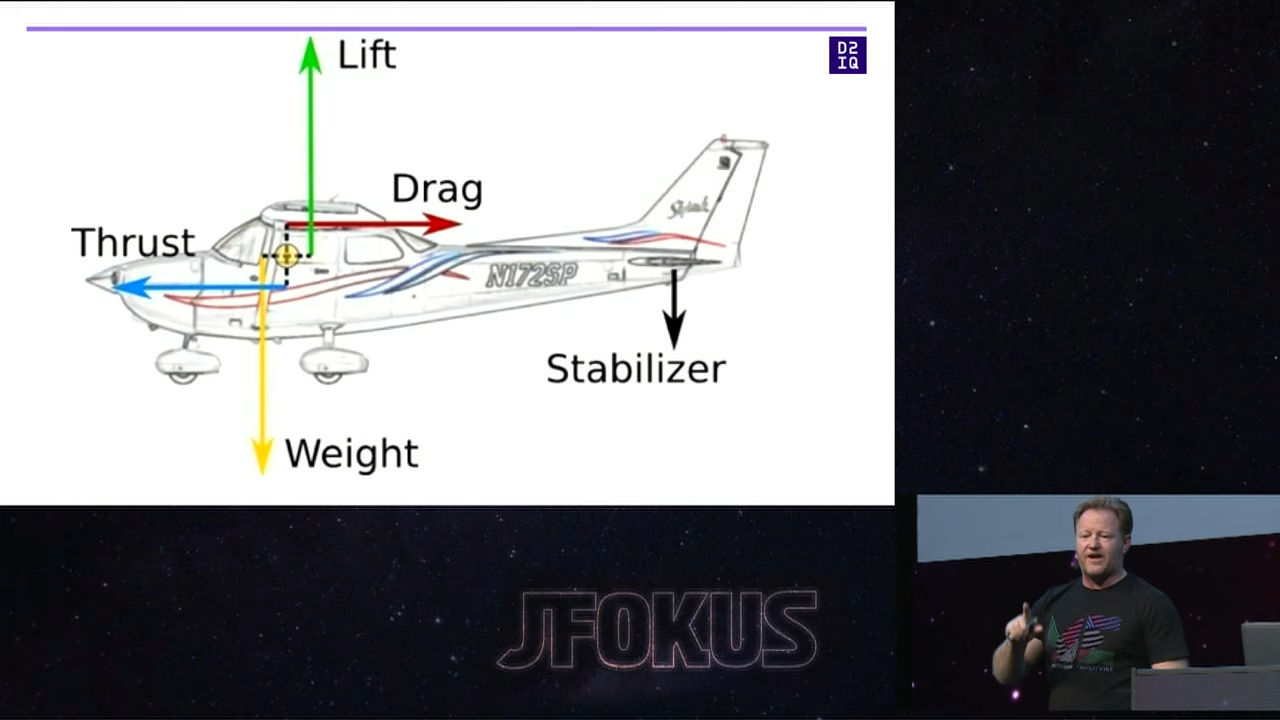 Lift
D2
IQ
Drag
Thrust
N172SP
Stabilizer
Weight
JFOKUS